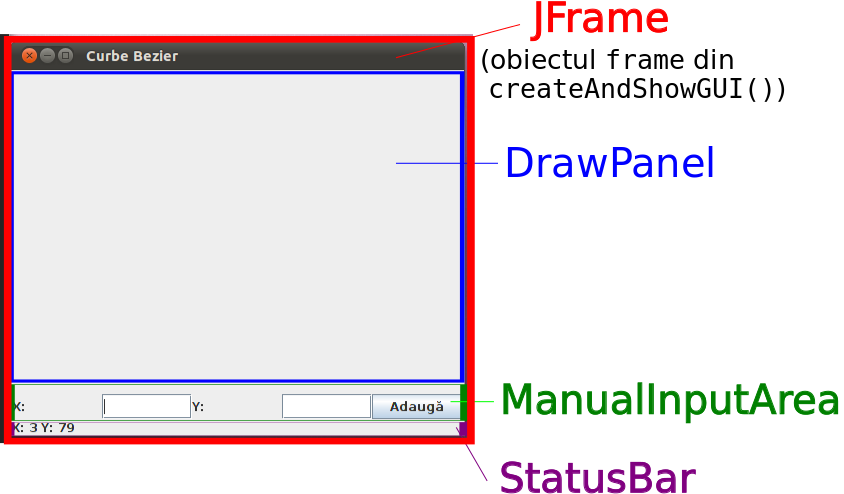 JFrame
Curbe Bezier
(obiectul frame din
createAndShowGUI())
DrawPanel
X:
Y:
Adaugă
ManualInputArea
X: 3 Y: 79
StatusBar